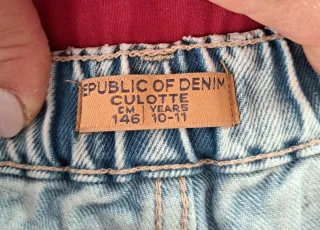 EPUBLIC OF DENIM
CULOTTE
CM YEARS
146 10-11